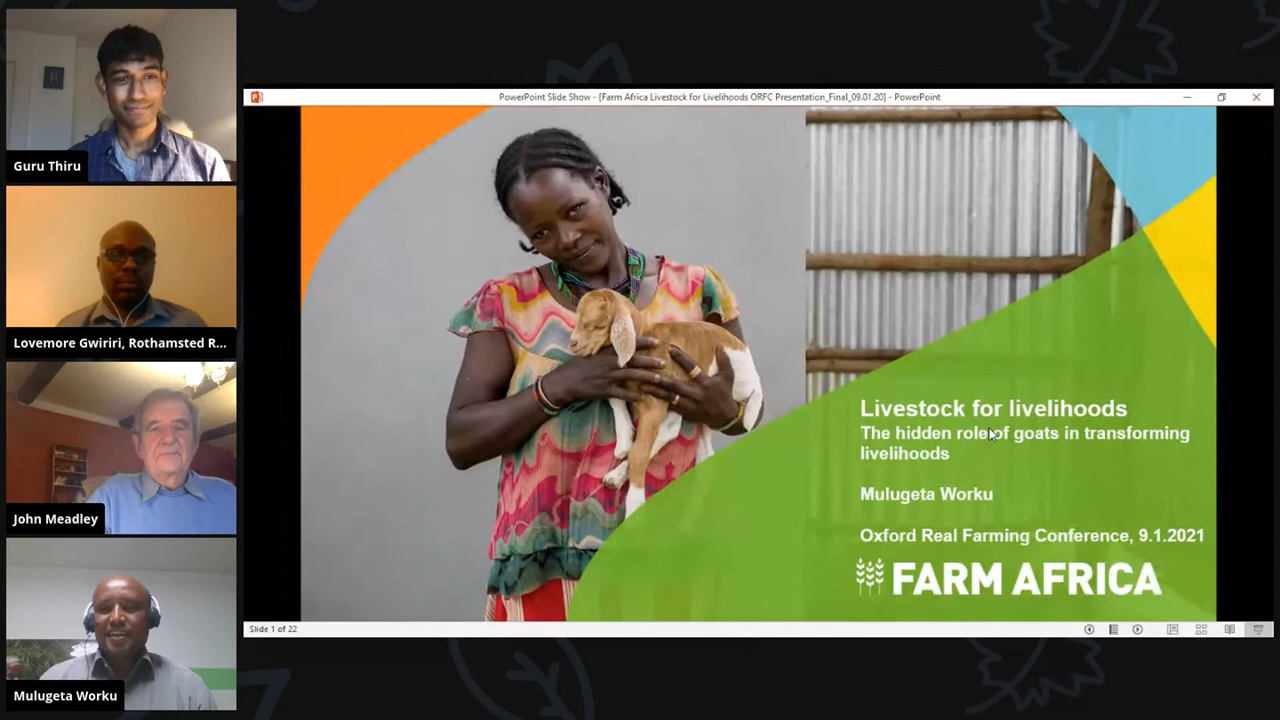 Guru Thiru
Lovemore Gwiriri, Rothamsted R...
John Meadley
Mulugeta Worku
PowerPoint Slide Show - [Farm Africa Livestock for Livelihoods ORFC Presentation_Final_09.01.20] - PowerPoint
Livestock for livelihoods
The hidden role of goats in transforming
livelihoods
Mulugeta Worku
Oxford Real Farming Conference, 9.1.2021
FARM AFRICA
Slide 1 of 22